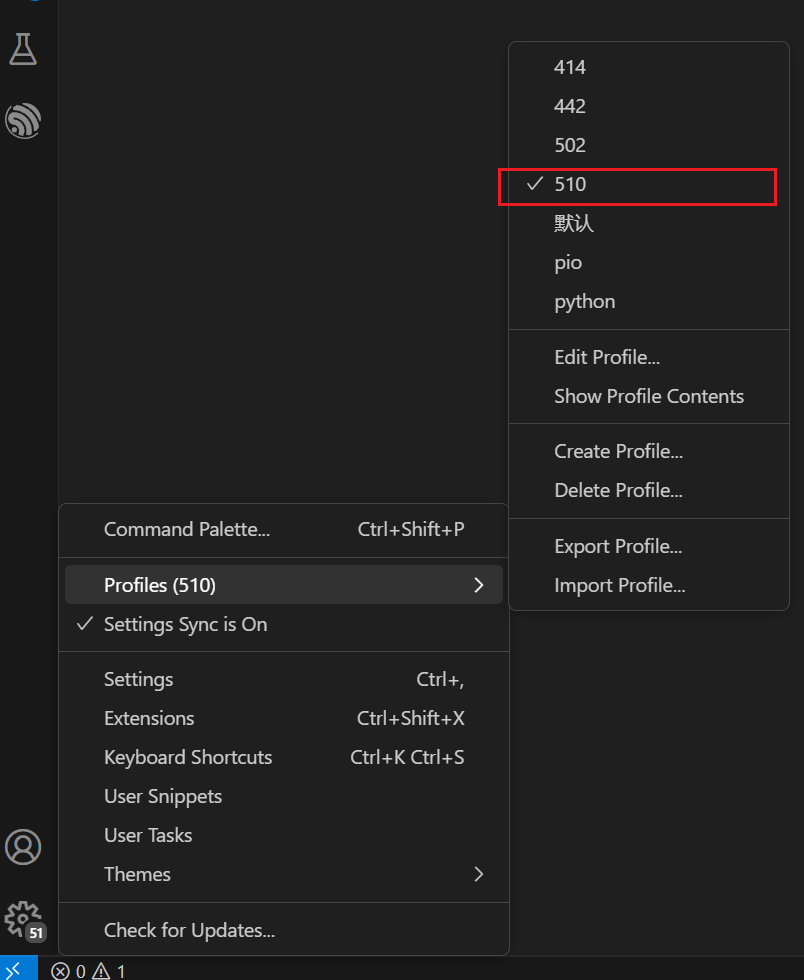 414
442
502
510
默认
pio
python
Edit Profile...
Show Profile Contents
Create Profile...
Delete Profile...
Export Profile...
Import Profile...
Command Palette... Ctrl+Shift+P
Profiles (510)
Settings Sync is On
Settings Ctrl+,
Extensions Ctrl+Shift+X
Keyboard Shortcuts Ctrl+K Ctrl+S
User Snippets
User Tasks
Themes
Check for Updates...
51
0 1